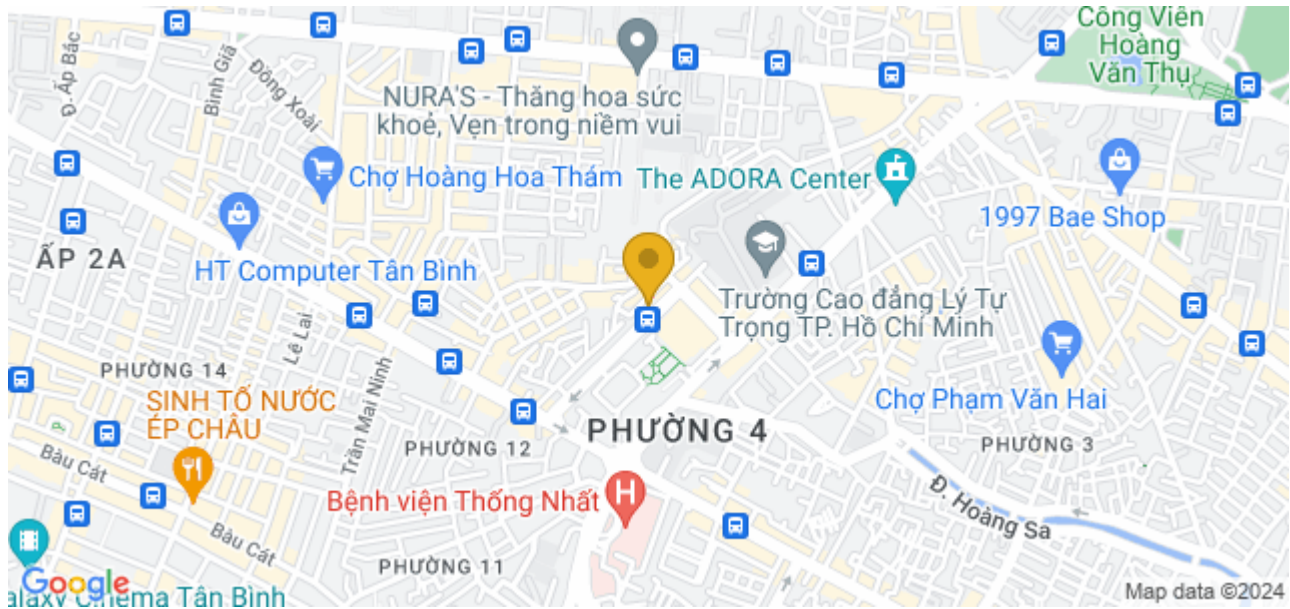 Công Viên
Hoàng
Văn Thụ
Đ. Ấp Bắc
Bình Giã
Đồng Xoài
NURA'S - Thăng hoa sức
khoẻ, Vẹn trong niềm vui
Chợ Hoàng Hoa Thám
The ADORA Center
1997 Bae Shop
ẤP 2A
HT Computer Tân Bình
Trường Cao đẳng Lý Tự
Trọng TP. Hồ Chí Minh
Lê Lai
PHƯỜNG 14
Trần Mai Ninh
SINH TỐ NƯỚC
ÉP CHÂU
Chợ Phạm Văn Hai
PHƯỜNG 4
PHƯỜNG 12
PHƯỜNG 3
Bàu Cát
Bệnh viện Thống Nhất
Đ. Hoàng Sa
Bàu Cát
PHƯỜNG 11
Google
Map data ©2024
alaxy Cinema Tân Bình